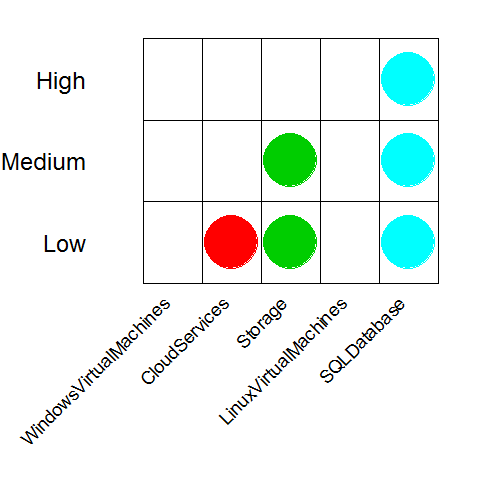 High
Medium
Low
WindowsVirtualMachines
CloudServices
Storage
LinuxVirtualMachines
SQLDatabase